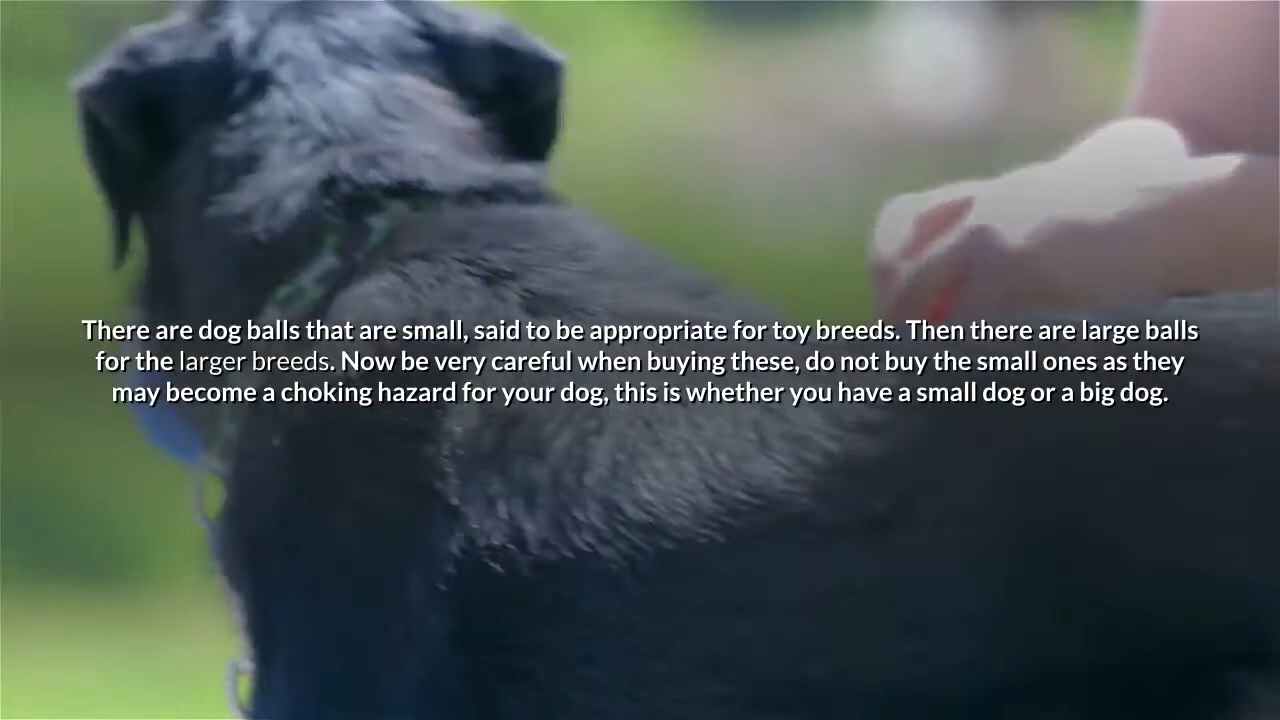 There are dog balls that are small, said to be appropriate for toy breeds. Then there are large balls
for the larger breeds. Now be very careful when buying these, do not buy the small ones as they
may become a choking hazard for your dog, this is whether you have a small dog or a big dog.